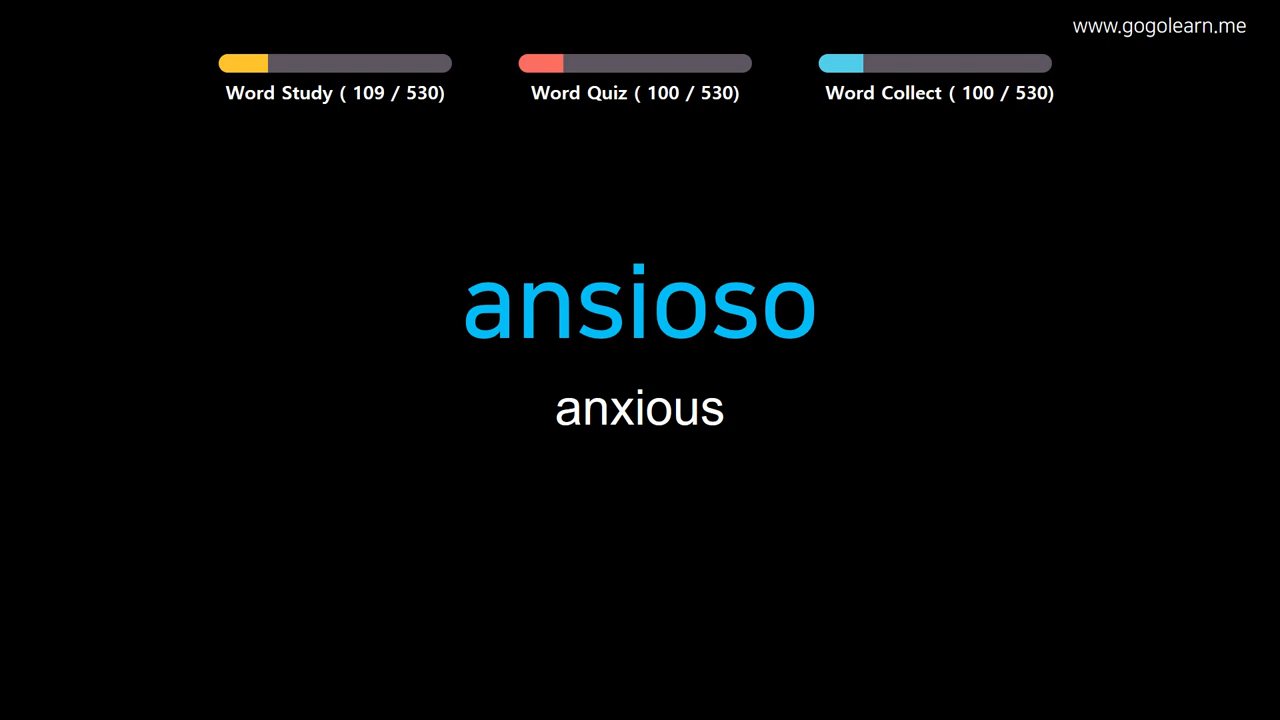 www.gogolearn.me
Word Study ( 109 / 530)
Word Quiz ( 100 / 530)
Word Collect ( 100 / 530)
ansioso
anxious